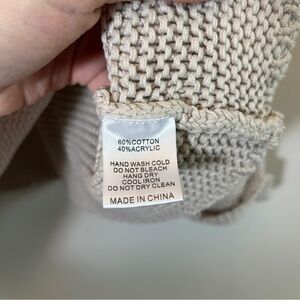 60%COTTON
40%ACRYLIC
HAND WASH COLD
DO NOT BLEACH
HANG DRY
COOL IRON
DO NOT DRY CLEAN
MADE IN CHINA